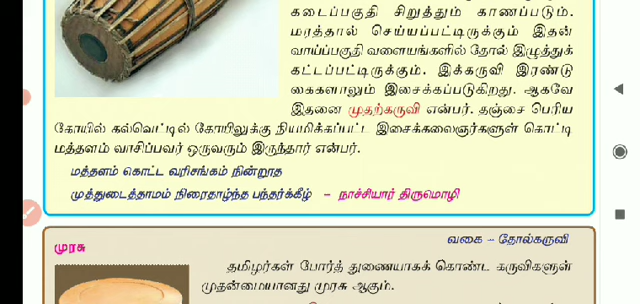 கடைப்பகுதி சிறுத்தும் காணப்படும்.
மரத்தால் செய்யப்பட்டிருக்கும் இதன்
வாய்ப்பகுதி வளையங்களில் தோல் இழுத்துக்
கட்டப்பட்டிருக்கும். இக்கருவி இரண்டு
கைகளாலும் இசைக்கப்படுகிறது. ஆகவே
இதனை முதற்கருவி என்பர். தஞ்சை பெரிய
கோயில் கல்வெட்டில் கோயிலுக்கு நியமிக்கப்பட்ட இசைக்கலைஞர்களுள் கொட்டி
மத்தளம் வாசிப்பவர் ஒருவரும் இருந்தார் என்பர்.
மத்தளம் கொட்ட வரிசங்கம் நின்றூத
முத்துடைத்தாமம் நிரைதாழ்ந்த பந்தர்க்கீழ் – நாச்சியார் திருமொழி
வகை – தோல்கருவி
முரசு
தமிழர்கள் போர்த் துணையாகக் கொண்ட கருவிகளுள்
முதன்மையானது முரசு ஆகும்.